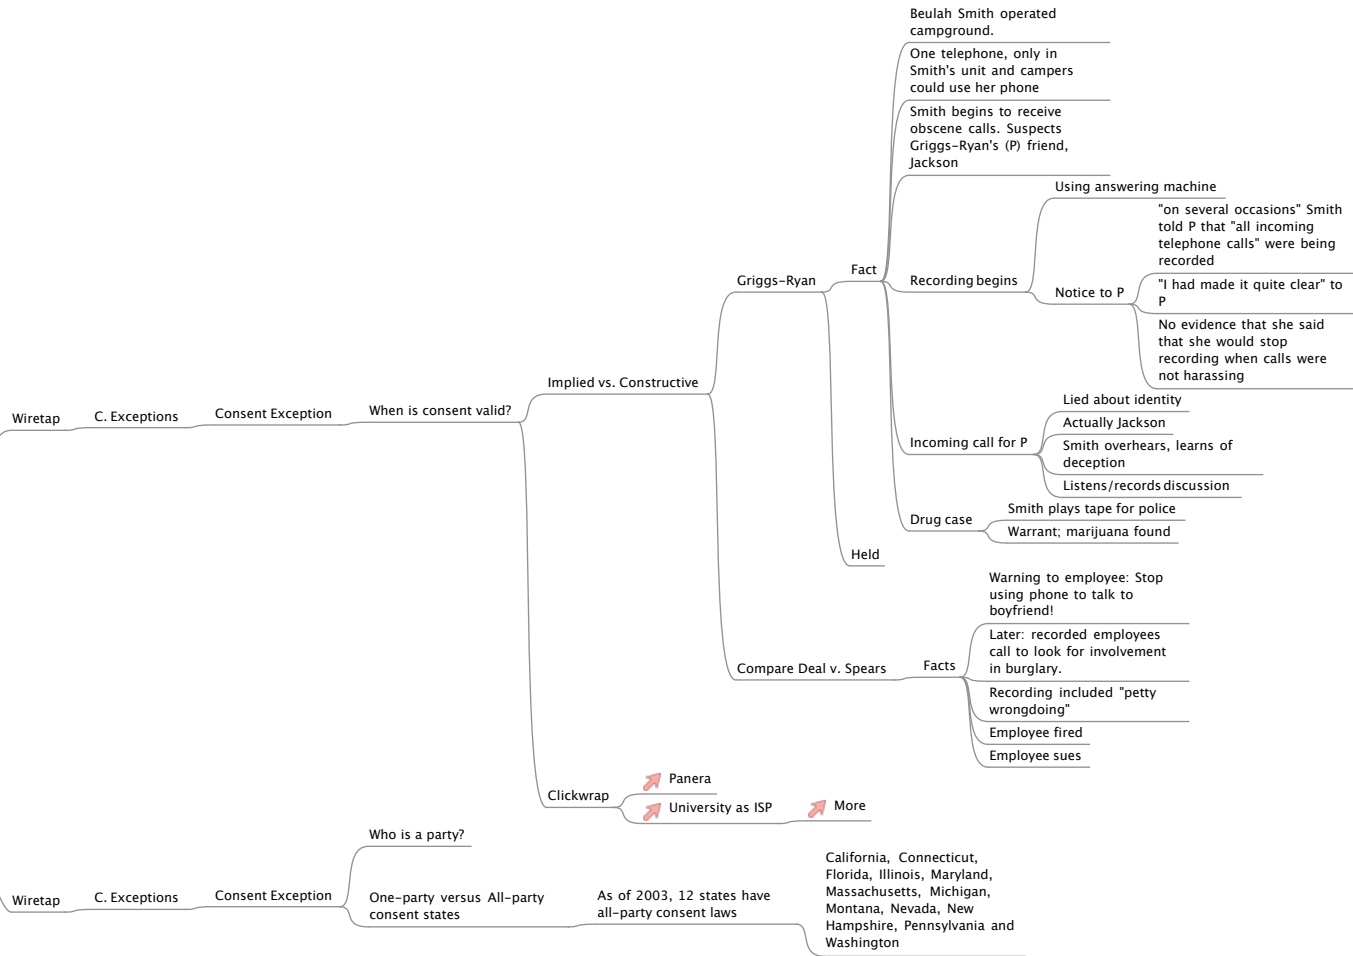 Wiretap
C. Exceptions
Consent Exception
When is consent valid?
Implied vs. Constructive
Griggs-Ryan
Fact
Beulah Smith operated
campground.
One telephone, only in
Smith's unit and campers
could use her phone
Smith begins to receive
obscene calls. Suspects
Griggs-Ryan's (P) friend,
Jackson
Recording begins
Using answering machine
Notice to P
"on several occasions" Smith
told P that "all incoming
telephone calls" were being
recorded
"I had made it quite clear" to
P
No evidence that she said
that she would stop
recording when calls were
not harassing
Incoming call for P
Lied about identity
Actually Jackson
Smith overhears, learns of
deception
Listens/records discussion
Drug case
Smith plays tape for police
Warrant; marijuana found
Held
Compare Deal v. Spears
Facts
Warning to employee: Stop
using phone to talk to
boyfriend!
Later: recorded employees
call to look for involvement
in burglary.
Recording included "petty
wrongdoing"
Employee fired
Employee sues
Clickwrap
Panera
University as ISP
More
Wiretap
C. Exceptions
Consent Exception
Who is a party?
One-party versus All-party
consent states
As of 2003, 12 states have
all-party consent laws
California, Connecticut,
Florida, Illinois, Maryland,
Massachusetts, Michigan,
Montana, Nevada, New
Hampshire, Pennsylvania and
Washington